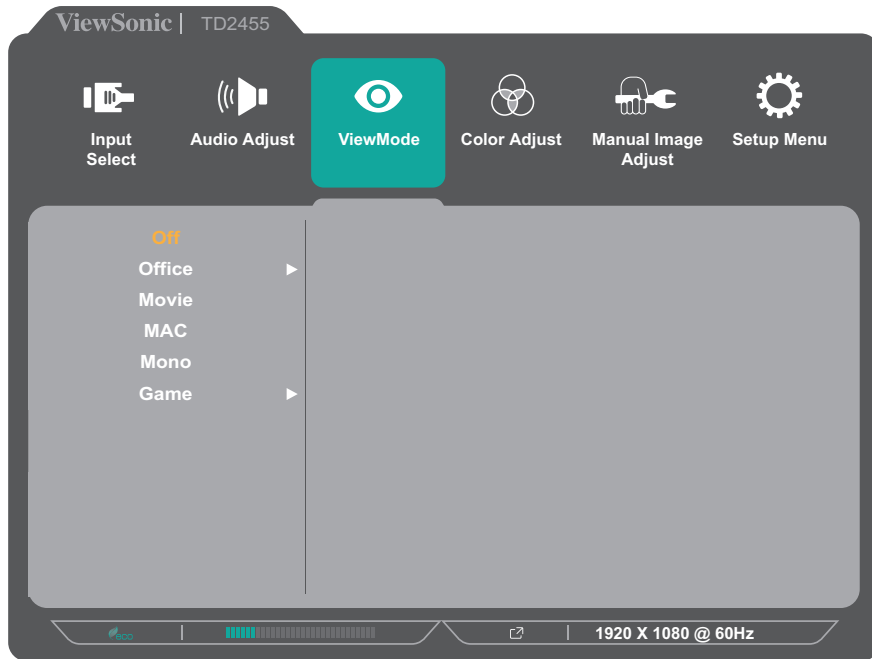 ViewSonic | TD2455
Input Select
Audio Adjust
ViewMode
Color Adjust
Manual Image Adjust
Setup Menu
Off
Office ►
Movie
MAC
Mono
Game ►
eco
1920 X 1080 @ 60Hz